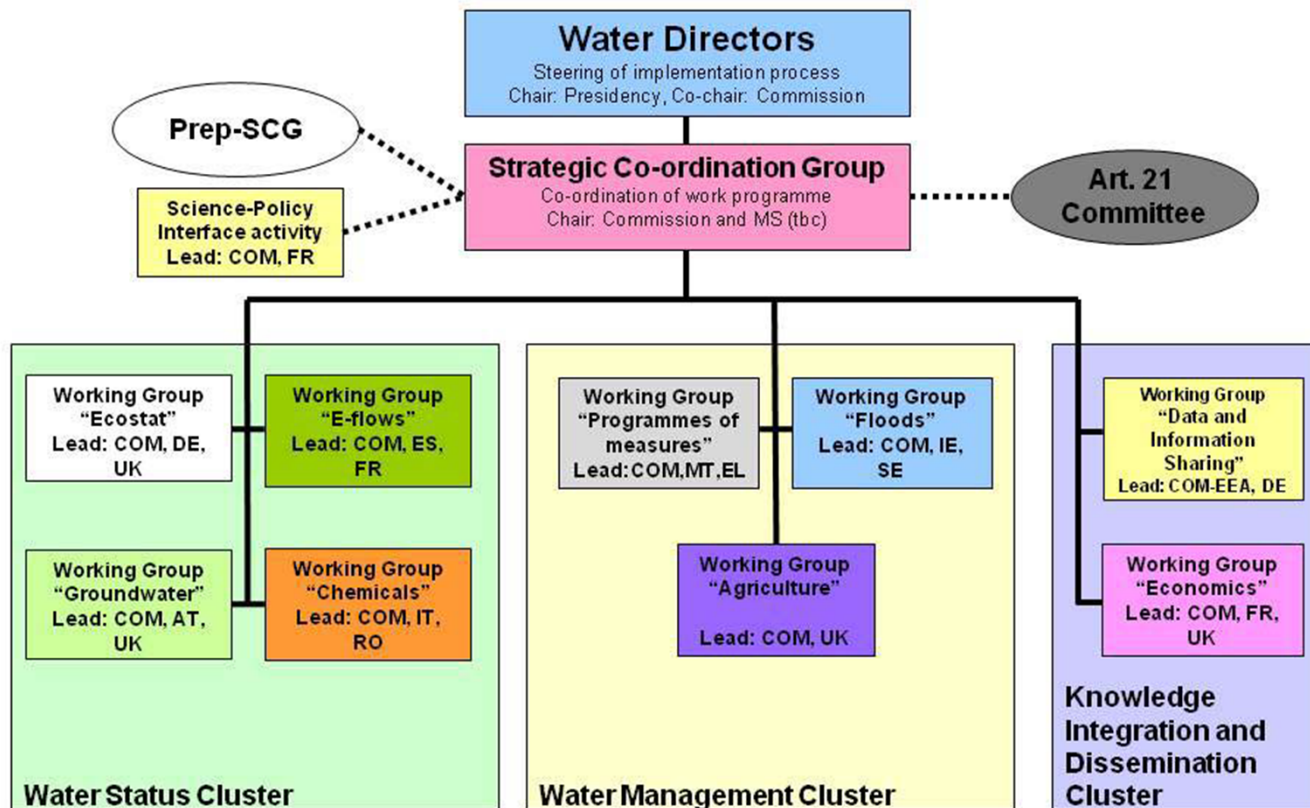 Water Directors
Steering of implementation process
Chair: Presidency, Co-chair: Commission
Prep-SCG
Strategic Co-ordination Group
Co-ordination of work programme
Chair: Commission and MS (tbc)
Art. 21
Committee
Science-Policy
Interface activity
Lead: COM, FR
Working Group
“Ecostat”
Lead: COM, DE,
UK
Working Group
“E-flows”
Lead: COM, ES,
FR
Working Group
“Groundwater”
Lead: COM, AT,
UK
Working Group
“Chemicals”
Lead: COM, IT,
RO
Water Status Cluster
Working Group
“Programmes of
measures”
Lead:COM,MT,EL
Working Group
“Floods”
Lead: COM, IE,
SE
Working Group
“Agriculture”
Lead: COM, UK
Water Management Cluster
Working Group
“Data and
Information
Sharing”
Lead: COM-EEA, DE
Working Group
“Economics”
Lead: COM, FR,
UK
Knowledge
Integration and
Dissemination
Cluster